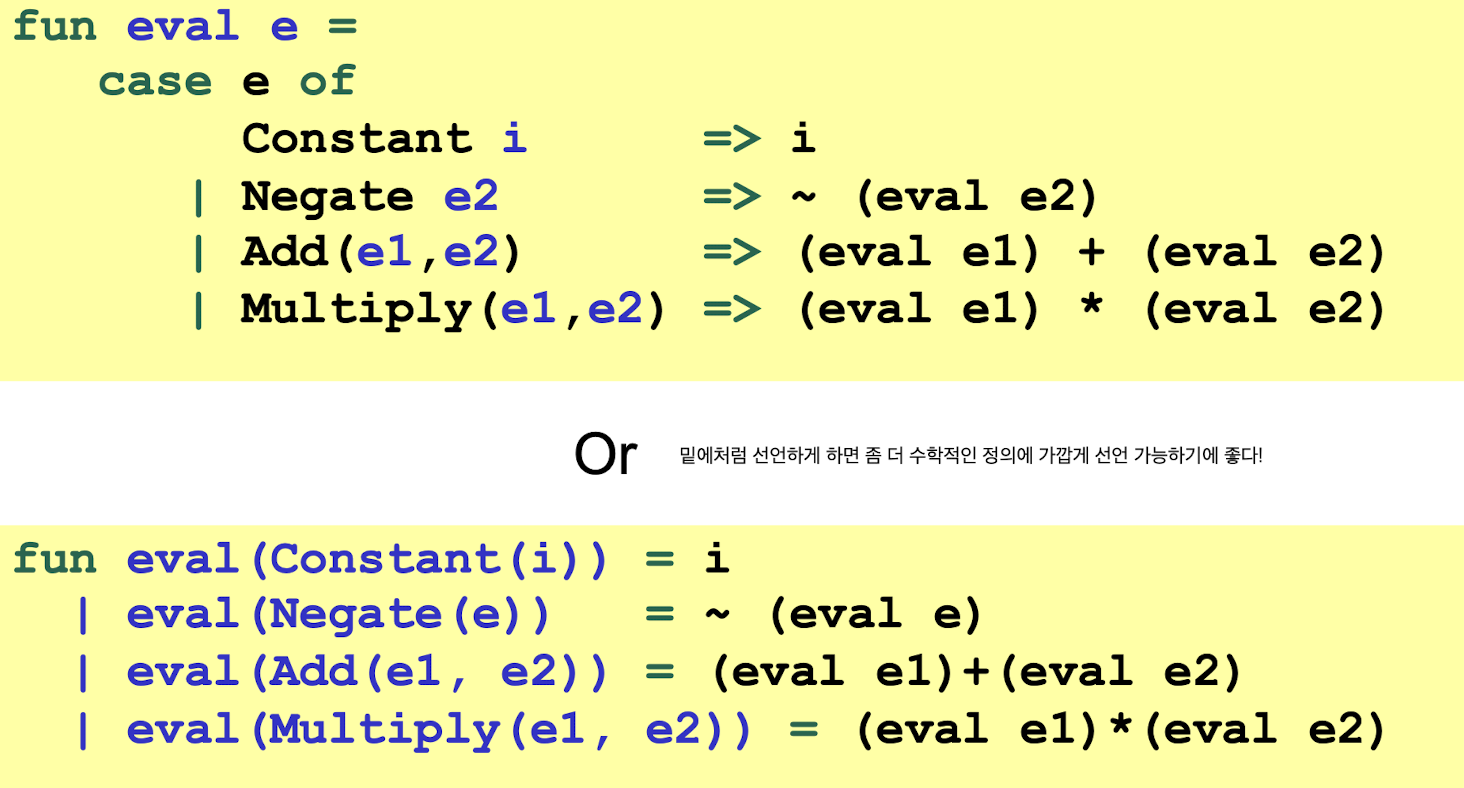 fun eval e =
case e of
Constant i => i
| Negate e2 => ~ (eval e2)
| Add(e1,e2) => (eval e1) + (eval e2)
| Multiply(e1,e2) => (eval e1) * (eval e2)
Or 밑에처럼 선언하게 하면 좀 더 수학적인 정의에 가깝게 선언 가능하기에 좋다!
fun eval(Constant(i)) = i
| eval(Negate(e)) = ~ (eval e)
| eval(Add(e1, e2)) = (eval e1)+(eval e2)
| eval(Multiply(e1, e2)) = (eval e1)*(eval e2)